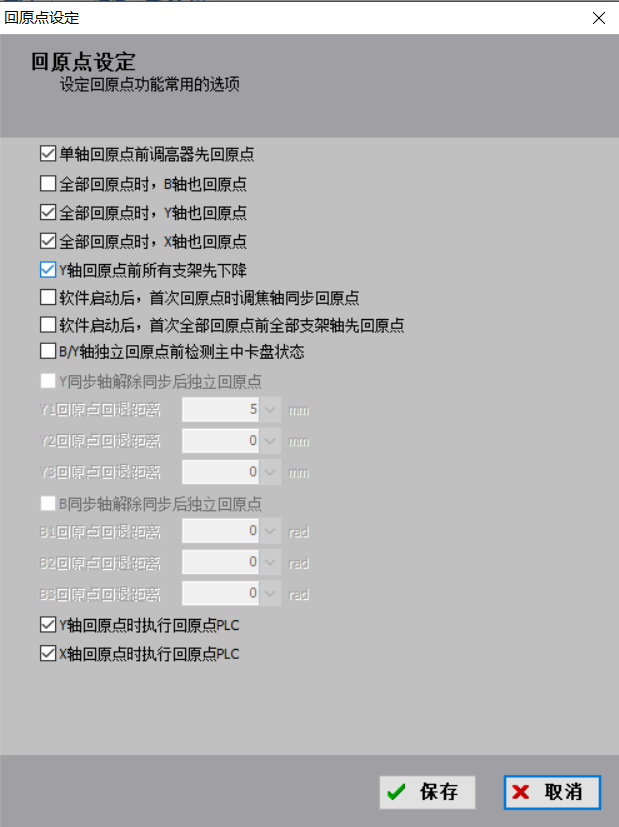 回原点设定
回原点设定
设定回原点功能常用的选项
单轴回原点前调高器先回原点
全部回原点时，B轴也回原点
全部回原点时，Y轴也回原点
全部回原点时，X轴也回原点
Y轴回原点前所有支架先下降
软件启动后，首次回原点时调焦轴同步回原点
软件启动后，首次全部回原点前全部支架轴先回原点
B/Y轴独立回原点前检测主中卡盘状态
Y同步轴解除同步后独立回原点
Y1回原点回退距离 5 mm
Y2回原点回退距离 0 mm
Y3回原点回退距离 0 mm
B同步轴解除同步后独立回原点
B1回原点回退距离 0 rad
B2回原点回退距离 0 rad
B3回原点回退距离 0 rad
Y轴回原点时执行回原点PLC
X轴回原点时执行回原点PLC
保存 取消